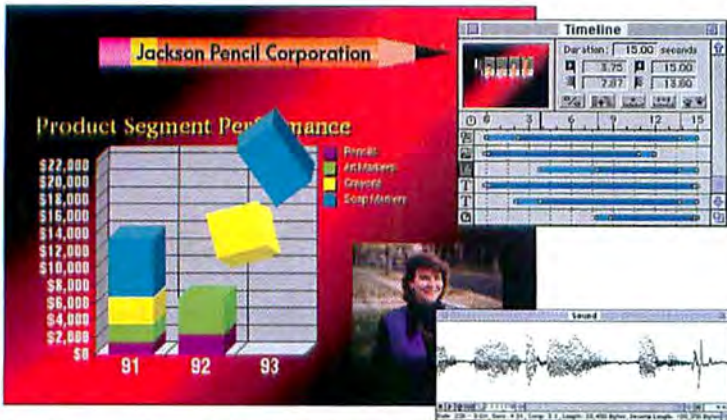 Jackson Pencil Corporation
Product Segment Performance
$22,000
$20,000
$18,000
$16,000
$14,000
$12,000
$10,000
$8,000
$6,000
$4,000
$2,000
$0
91 92 93
Pencils
Art Markers
Crayons
Soap Markers
Timeline
Duration: 15.00 seconds
3.75 15.00
7.87 13.60
0 3 6 9 12 15
T
T
Sound